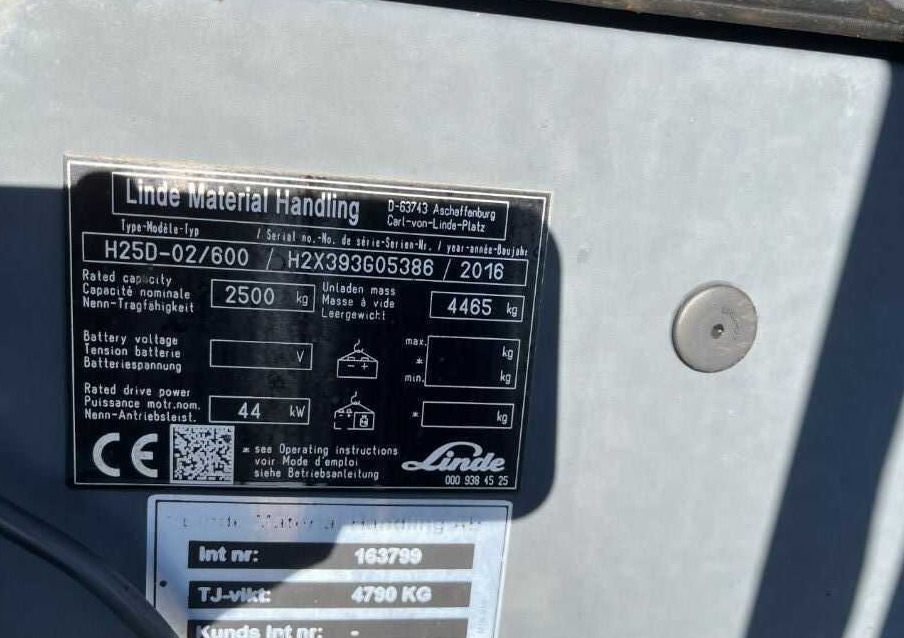 Linde Material Handling
D-63743 Aschaffenburg
Carl-von-Linde-Platz
Type-Modèle-Typ / Serial no.-No. de série-Serien-Nr. / year-année-Baujahr
H25D-02/600 / H2X393G05386 / 2016
Rated capacity
Capacité nominale
Nenn-Tragfähigkeit
2500 kg
Unladen mass
Masse à vide
Leergewicht
4465 kg
Battery voltage
Tension batterie
Batteriespannung
V
max. kg
*
min. kg
Rated drive power
Puissance motr.nom.
Nenn-Antriebsleist.
44 kW
* kg
CE
* see Operating instructions
voir Mode d'emploi
siehe Betriebsanleitung
Linde
000 938 45 25
Int nr: 163799
TJ-vikt: 4790 KG
Kunds Int nr: -